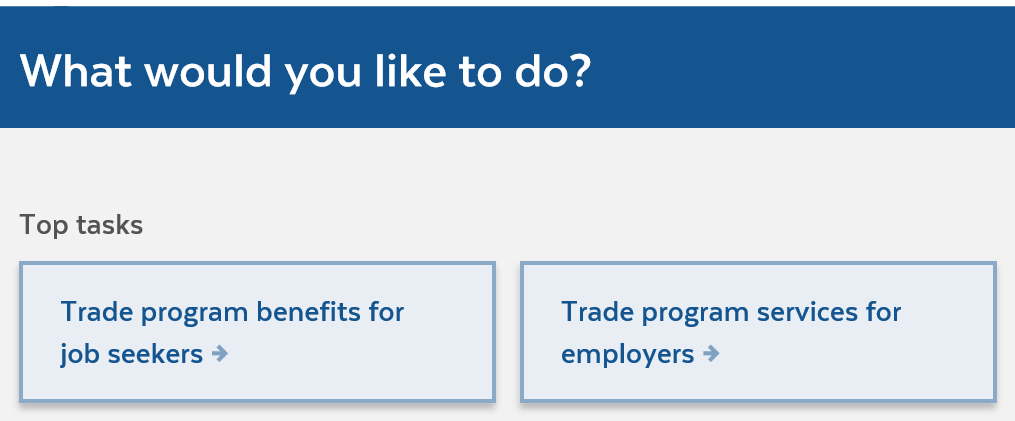 What would you like to do?
Top tasks
Trade program benefits for
job seekers →
Trade program services for
employers →